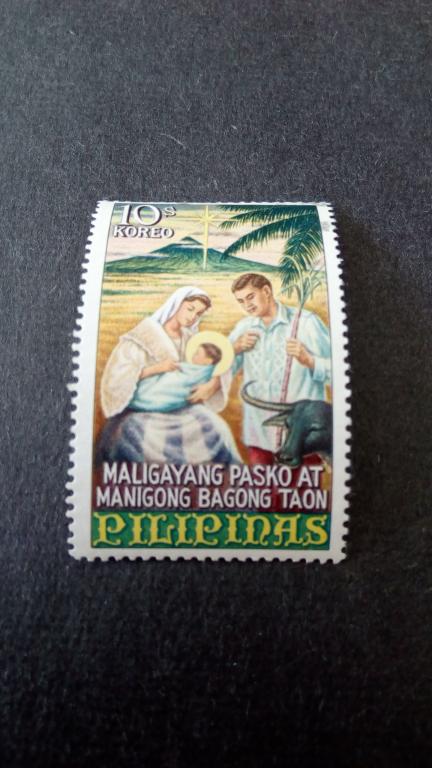 10s
KOREO
MALIGAYANG PASKO AT
MANIGONG BAGONG TAON
PILIPINAS